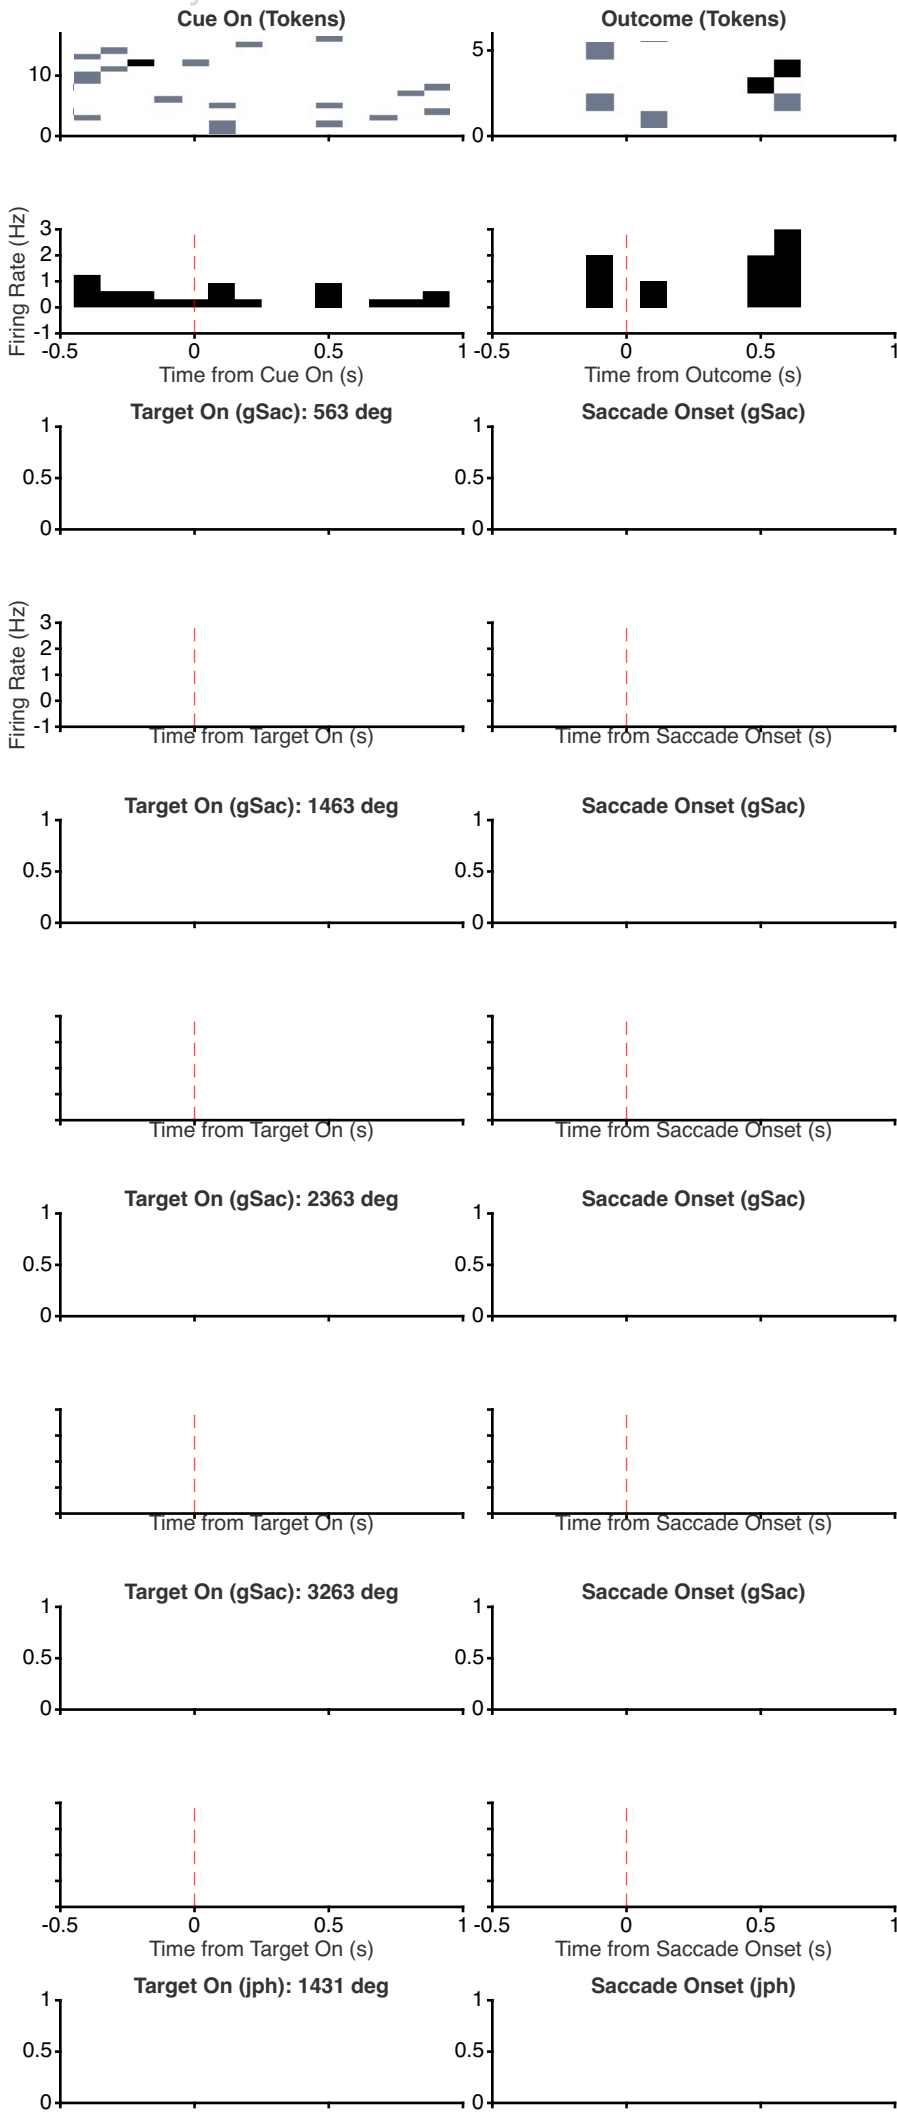 Cue On (Tokens) Outcome (Tokens)
10 5
0 0
Firing Rate (Hz)
3
2
1
0
-1
-0.5 0 0.5 1 -0.5 0 0.5 1
Time from Cue On (s) Time from Outcome (s)
Target On (gSac): 563 deg Saccade Onset (gSac)
1 1
0.5 0.5
0 0
Firing Rate (Hz)
3
2
1
0
-1
Time from Target On (s) Time from Saccade Onset (s)
Target On (gSac): 1463 deg Saccade Onset (gSac)
1 1
0.5 0.5
0 0
Time from Target On (s) Time from Saccade Onset (s)
Target On (gSac): 2363 deg Saccade Onset (gSac)
1 1
0.5 0.5
0 0
Time from Target On (s) Time from Saccade Onset (s)
Target On (gSac): 3263 deg Saccade Onset (gSac)
1 1
0.5 0.5
0 0
-0.5 0 0.5 1 -0.5 0 0.5 1
Time from Target On (s) Time from Saccade Onset (s)
Target On (jph): 1431 deg Saccade Onset (jph)
1 1
0.5 0.5
0 0